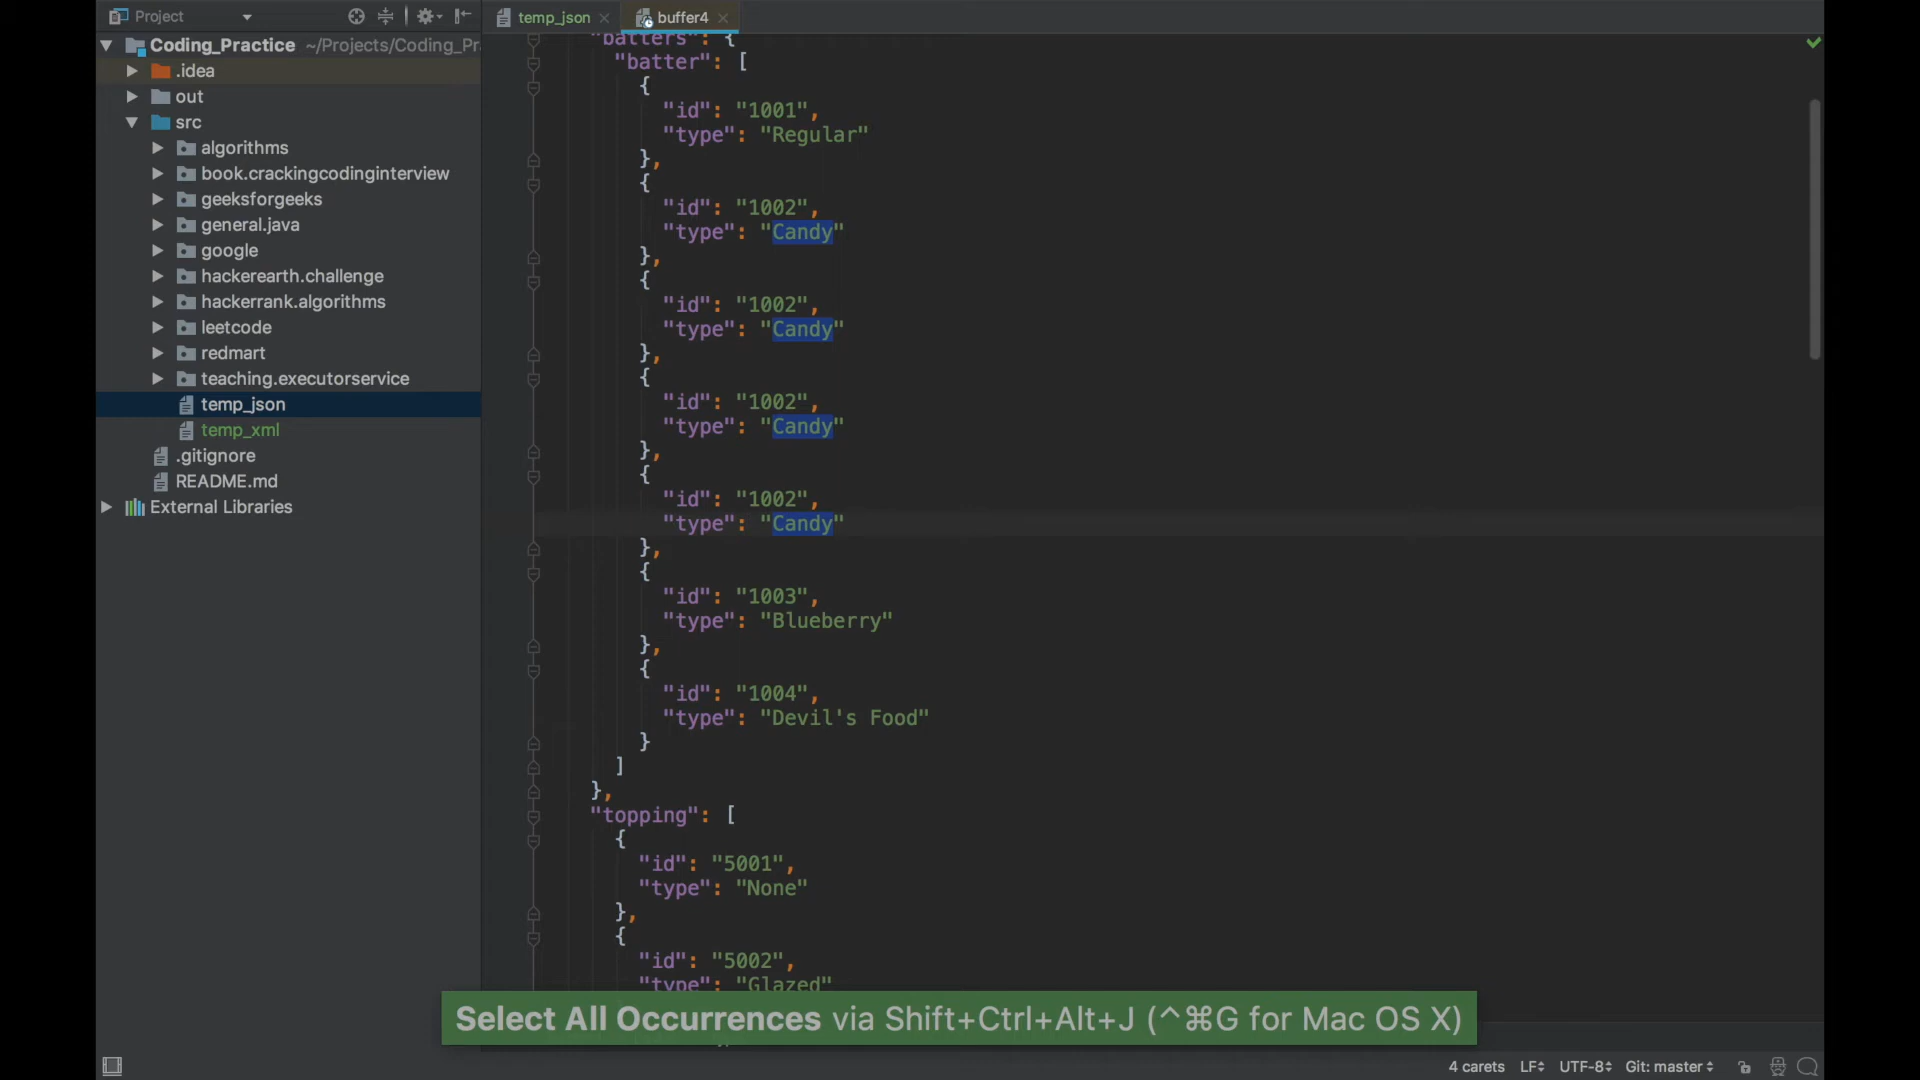 Project
temp_json
buffer4
Coding_Practice ~/Projects/Coding_Pr
.idea
out
src
algorithms
book.crackingcodinginterview
geeksforgeeks
general.java
google
hackerearth.challenge
hackerrank.algorithms
leetcode
redmart
teaching.executorservice
temp_json
temp_xml
.gitignore
README.md
External Libraries
"batters": {
"batter": [
{
"id": "1001",
"type": "Regular"
},
{
"id": "1002",
"type": "Candy"
},
{
"id": "1002",
"type": "Candy"
},
{
"id": "1002",
"type": "Candy"
},
{
"id": "1002",
"type": "Candy"
},
{
"id": "1003",
"type": "Blueberry"
},
{
"id": "1004",
"type": "Devil's Food"
}
]
},
"topping": [
{
"id": "5001",
"type": "None"
},
{
"id": "5002",
"type": "Glazed"
Select All Occurrences via Shift+Ctrl+Alt+J (^⌘G for Mac OS X)
4 carets LF UTF-8 Git: master